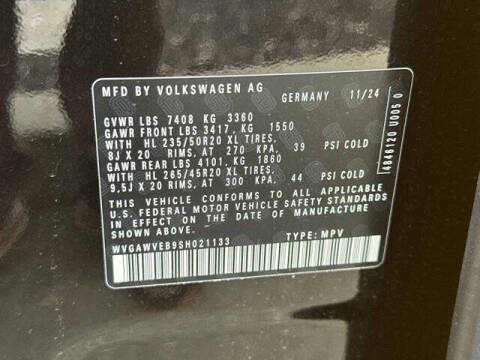 MFD BY VOLKSWAGEN AG
GERMANY 11/24
GVWR LBS 7408 KG 3360
GAWR FRONT LBS 3417, KG 1550
WITH HL 235/50R20 XL TIRES,
8J X 20 RIMS, AT 270 KPA, 39 PSI COLD
GAWR REAR LBS 4101, KG 1860
WITH HL 265/45R20 XL TIRES,
9,5J X 20 RIMS, AT 300 KPA, 44 PSI COLD
THIS VEHICLE CONFORMS TO ALL APPLICABLE
U.S. FEDERAL MOTOR VEHICLE SAFETY STANDARDS
IN EFFECT ON THE DATE OF MANUFACTURE
SHOWN ABOVE.
WVGAWVEB9SH021133 TYPE: MPV
4846120 U005 0